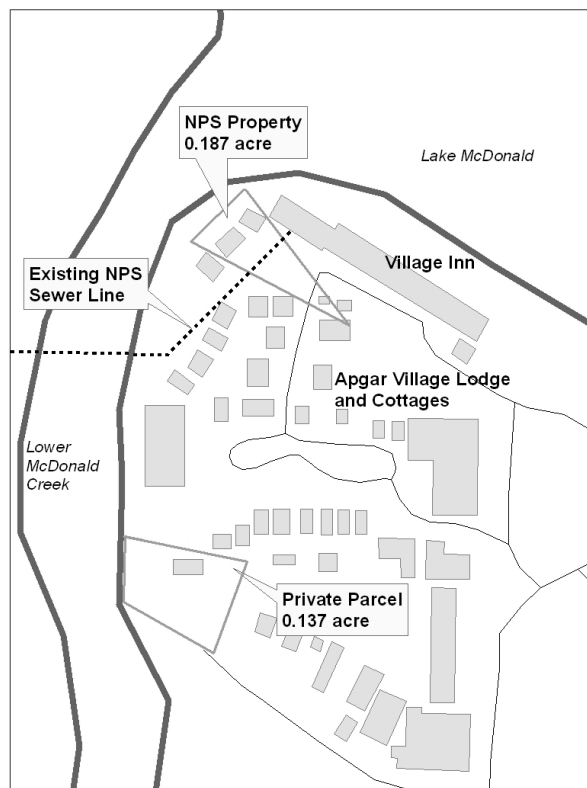 NPS Property
0.187 acre
Lake McDonald
Village Inn
Existing NPS
Sewer Line
Apgar Village Lodge
and Cottages
Lower
McDonald
Creek
Private Parcel
0.137 acre